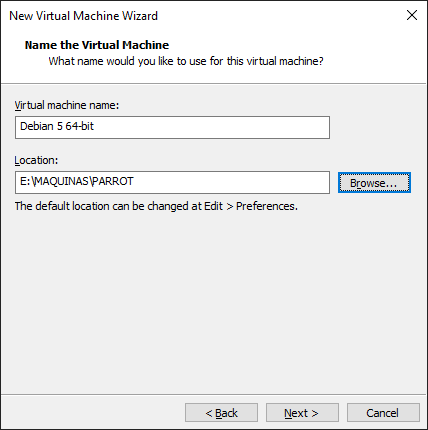 New Virtual Machine Wizard
Name the Virtual Machine
What name would you like to use for this virtual machine?
Virtual machine name:
Debian 5 64-bit
Location:
E:\MAQUINAS\PARROT
Browse...
The default location can be changed at Edit > Preferences.
< Back
Next >
Cancel